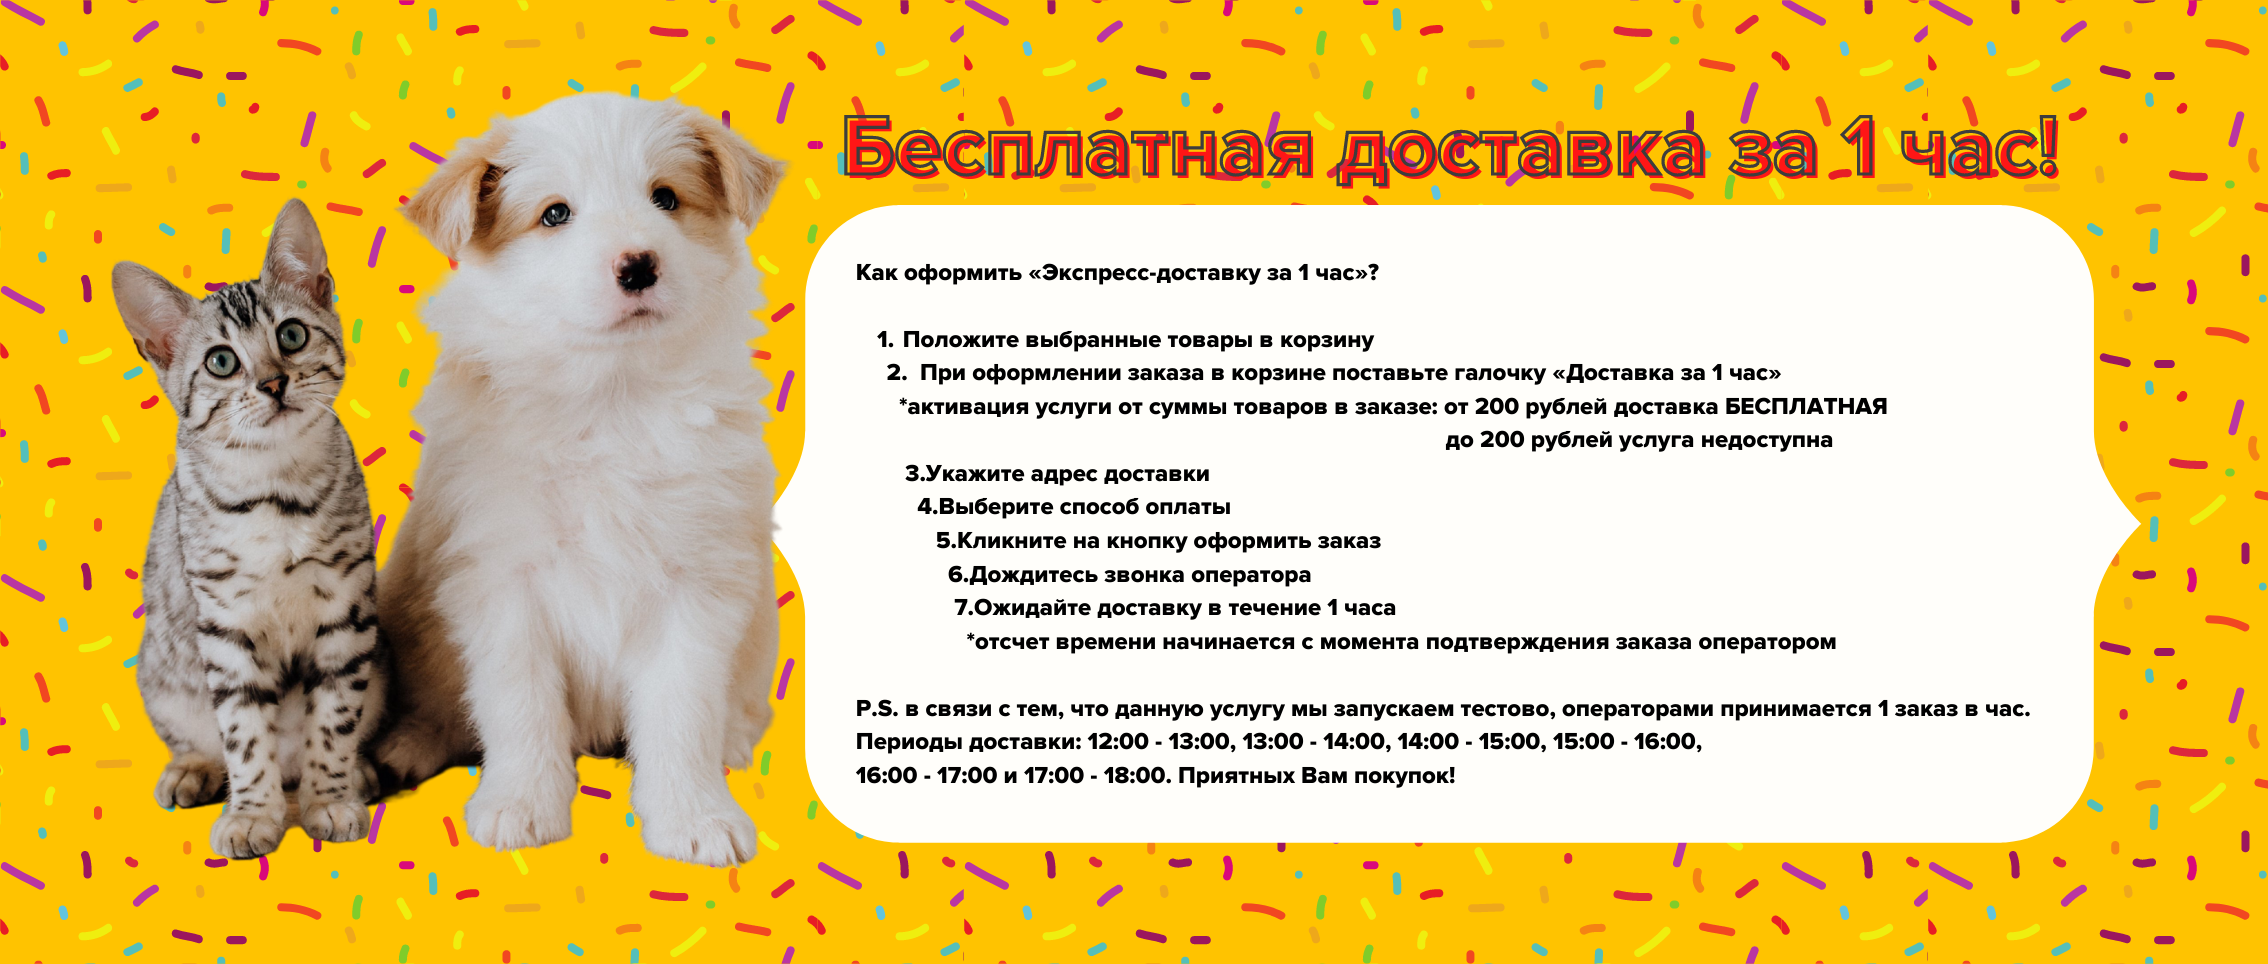 Бесплатная доставка за 1 час!
Как оформить «Экспресс-доставку за 1 час»?
1. Положите выбранные товары в корзину
2. При оформлении заказа в корзине поставьте галочку «Доставка за 1 час»
*активация услуги от суммы товаров в заказе: от 200 рублей доставка БЕСПЛАТНАЯ
до 200 рублей услуга недоступна
3.Укажите адрес доставки
4.Выберите способ оплаты
5.Кликните на кнопку оформить заказ
6.Дождитесь звонка оператора
7.Ожидайте доставку в течение 1 часа
*отсчет времени начинается с момента подтверждения заказа оператором
P.S. в связи с тем, что данную услугу мы запускаем тестово, операторами принимается 1 заказ в час.
Периоды доставки: 12:00 - 13:00, 13:00 - 14:00, 14:00 - 15:00, 15:00 - 16:00,
16:00 - 17:00 и 17:00 - 18:00. Приятных Вам покупок!